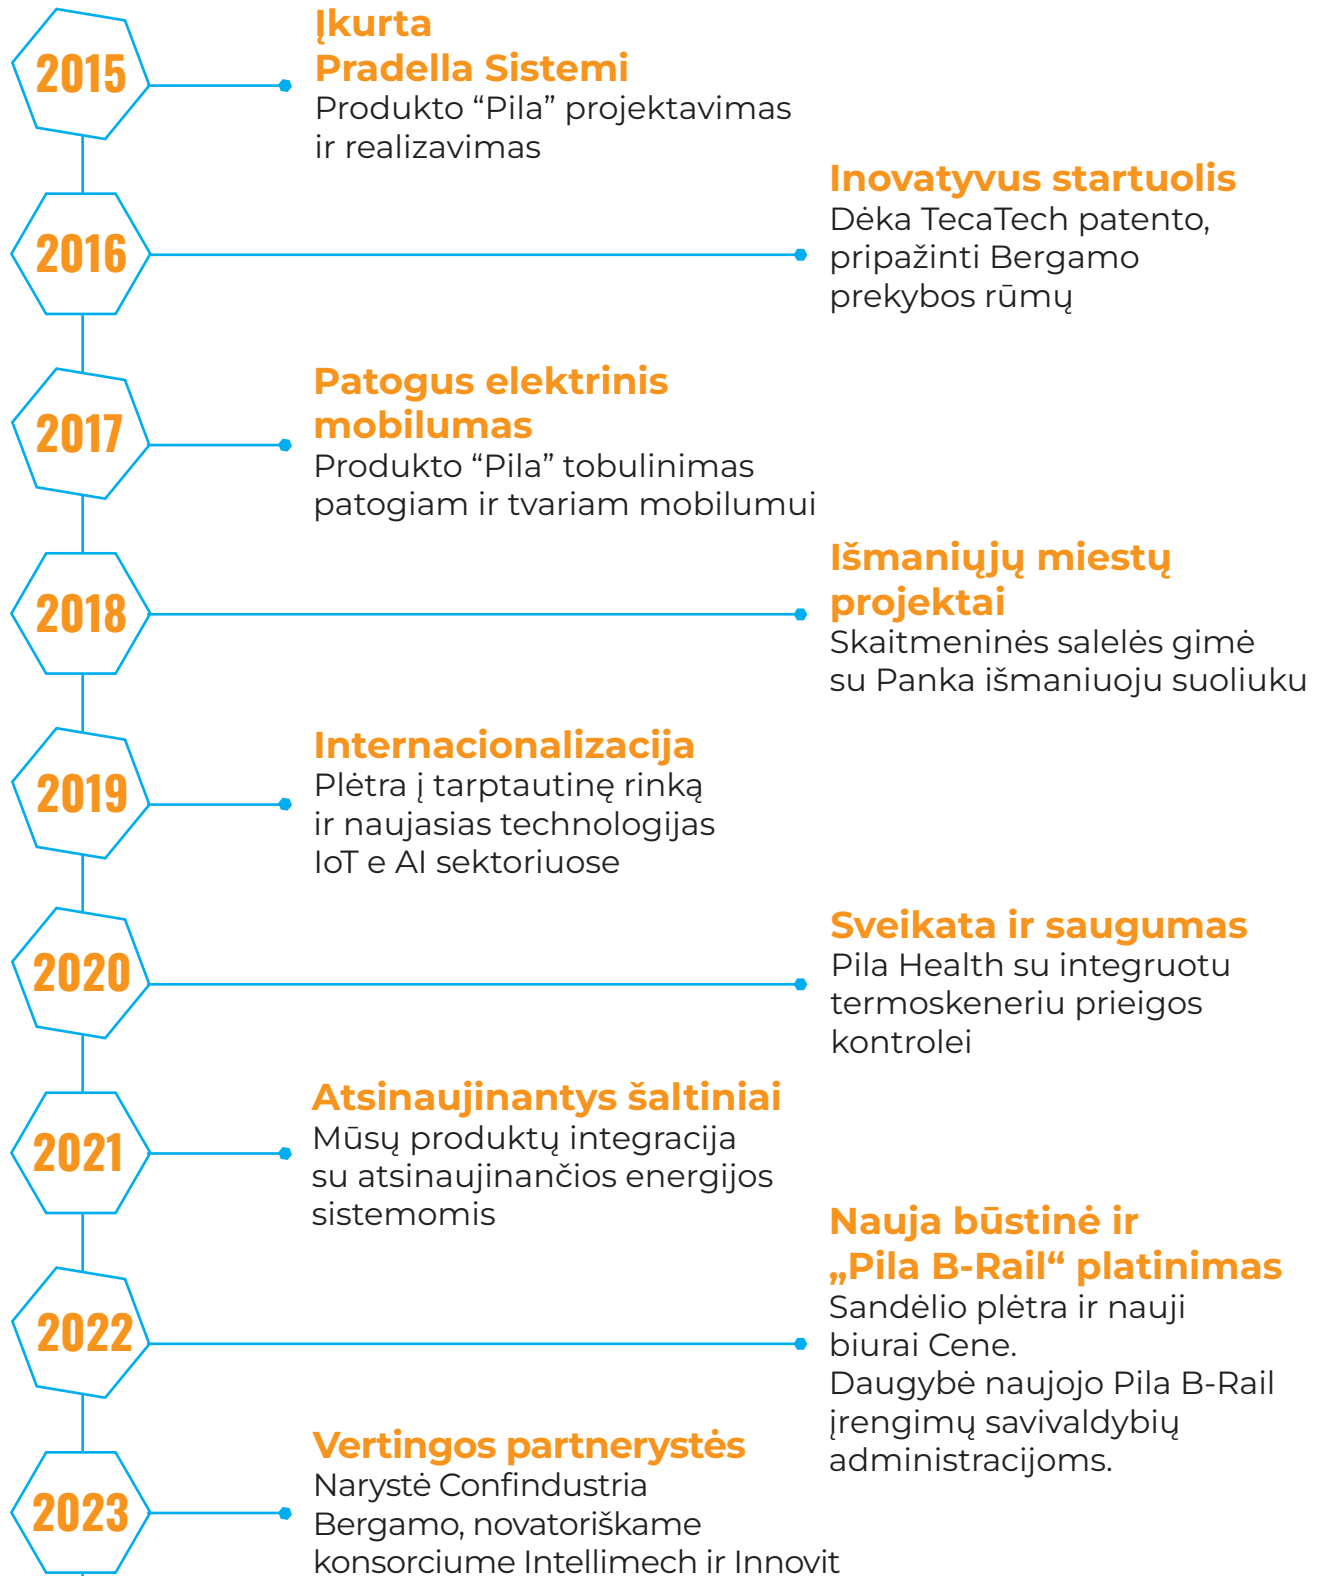 2015
Įkurta
Pradella Sistemi
Produkto “Pila” projektavimas
ir realizavimas
2016
Inovatyvus startuolis
Dėka TecaTech patento,
pripažinti Bergamo
prekybos rūmų
2017
Patogus elektrinis
mobilumas
Produkto “Pila” tobulinimas
patogiam ir tvariam mobilumui
2018
Išmaniųjų miestų
projektai
Skaitmeninės salelės gimė
su Panka išmaniuoju suoliuku
2019
Internacionalizacija
Plėtra į tarptautinę rinką
ir naujasias technologijas
IoT e AI sektoriuose
2020
Sveikata ir saugumas
Pila Health su integruotu
termoskeneriu prieigos
kontrolei
2021
Atsinaujinantys šaltiniai
Mūsų produktų integracija
su atsinaujinančios energijos
sistemomis
2022
Nauja būstinė ir
„Pila B-Rail“ platinimas
Sandėlio plėtra ir nauji
biurai Cene.
Daugybė naujojo Pila B-Rail
įrengimų savivaldybių
administracijoms.
2023
Vertingos partnerystės
Narystė Confindustria
Bergamo, novatoriškame
konsorciume Intellimech ir Innovit